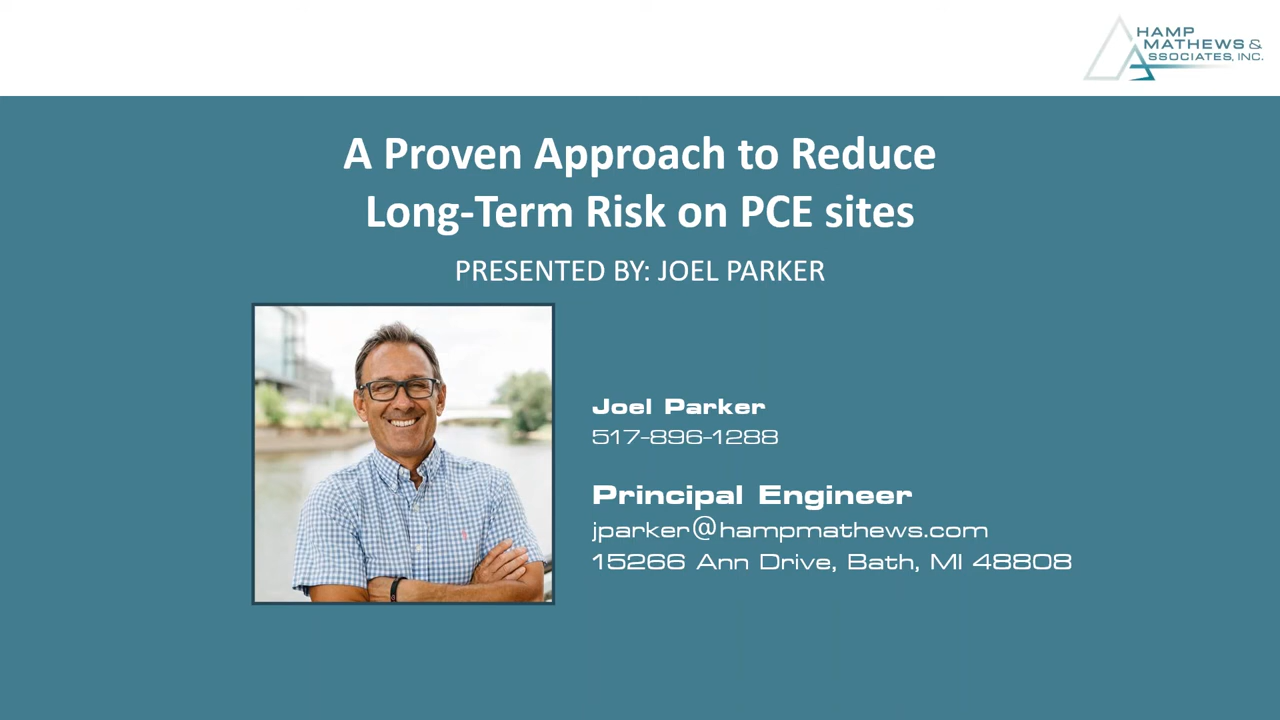 HAMP
MATHEWS &
ASSOCIATES, INC.
A Proven Approach to Reduce
Long-Term Risk on PCE sites
PRESENTED BY: JOEL PARKER
Joel Parker
517-896-1288
Principal Engineer
jparker@hampmathews.com
15266 Ann Drive, Bath, MI 48808